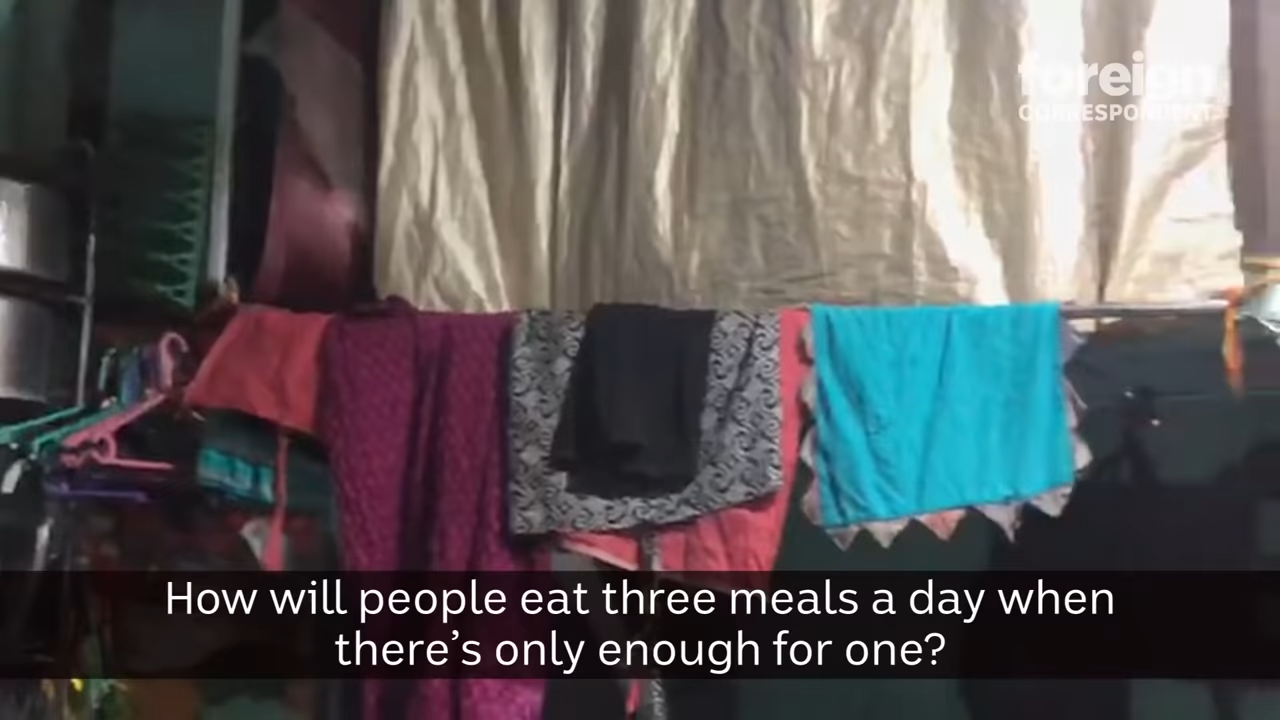 foreign
CORRESPONDENT
How will people eat three meals a day when
there's only enough for one?